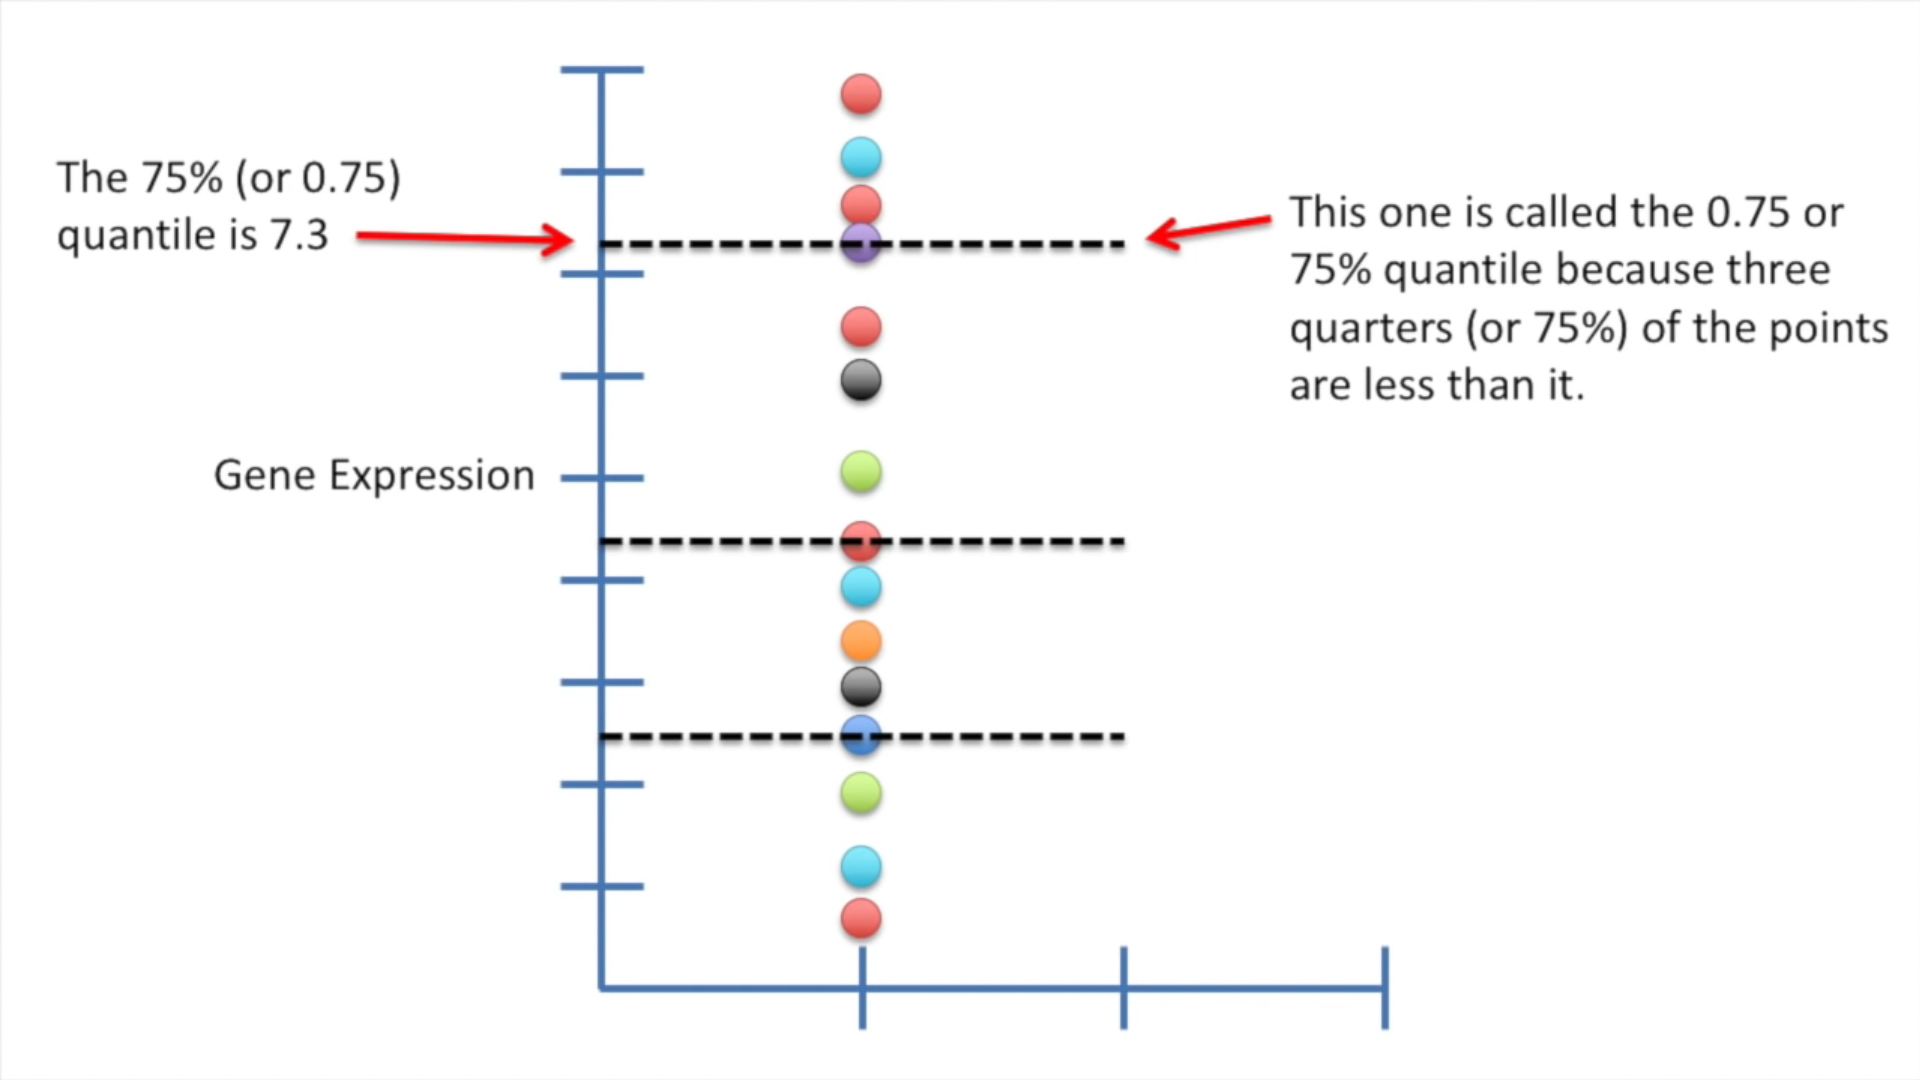 The 75% (or 0.75)
quantile is 7.3
This one is called the 0.75 or
75% quantile because three
quarters (or 75%) of the points
are less than it.
Gene Expression